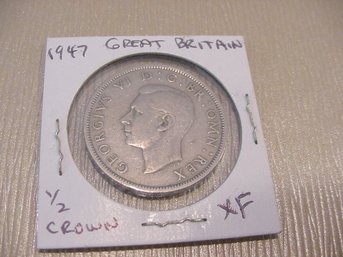 1947 GREAT BRITAIN
GEORGIVS VI D:G:BR:OMN:REX
1/2
CROWN
XF